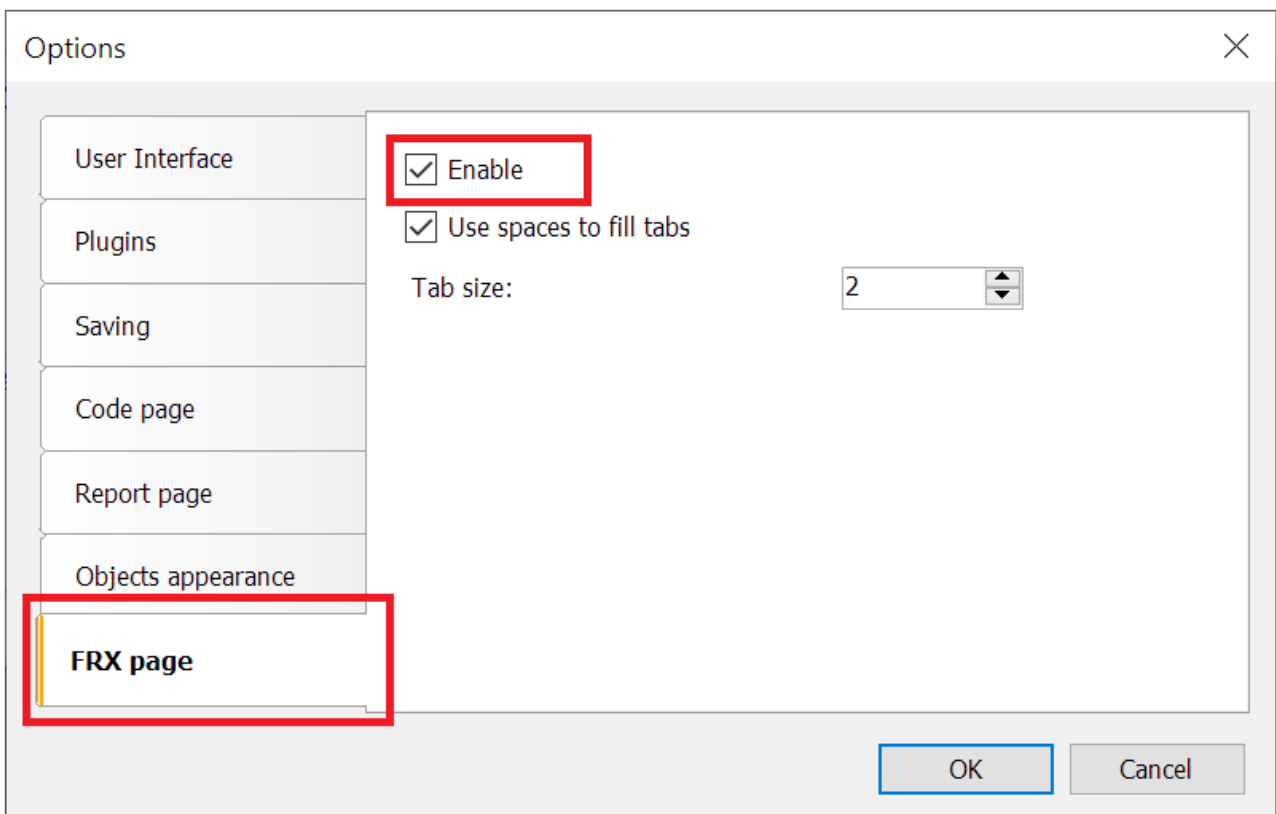 Options
User Interface
Plugins
Saving
Code page
Report page
Objects appearance
FRX page
Enable
Use spaces to fill tabs
Tab size:
2
OK
Cancel